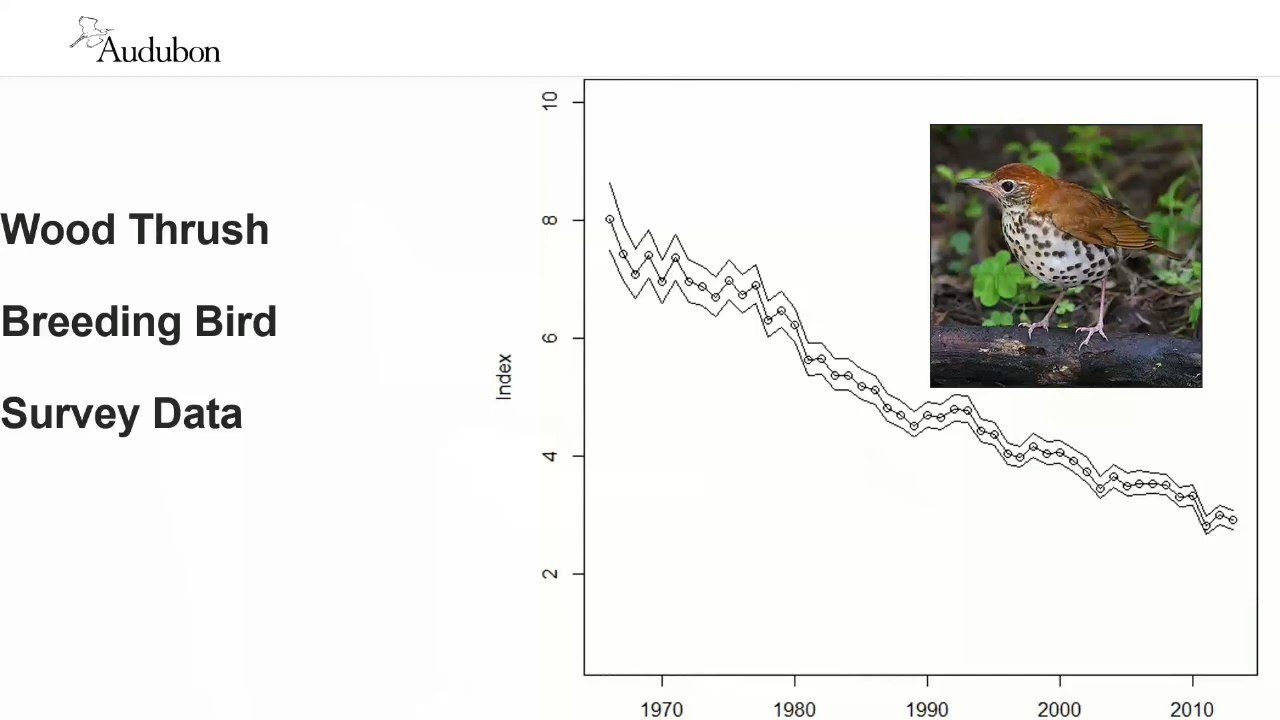 Audubon
Wood Thrush
Breeding Bird
Survey Data
Index
10
8
6
4
2
1970 1980 1990 2000 2010